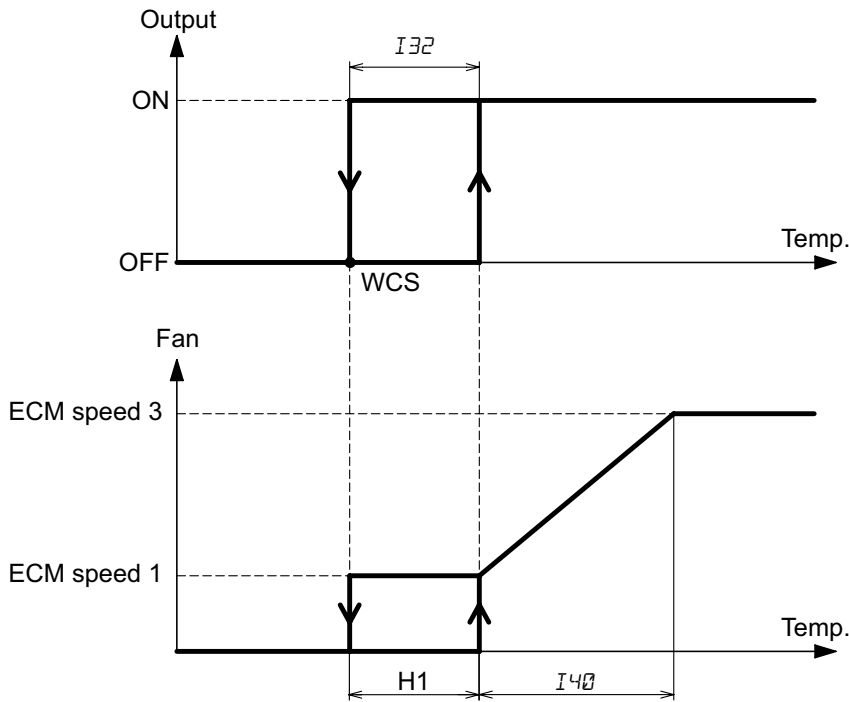 Output
I32
ON
Temp.
OFF
WCS
Fan
ECM speed 3
ECM speed 1
Temp.
H1
I40